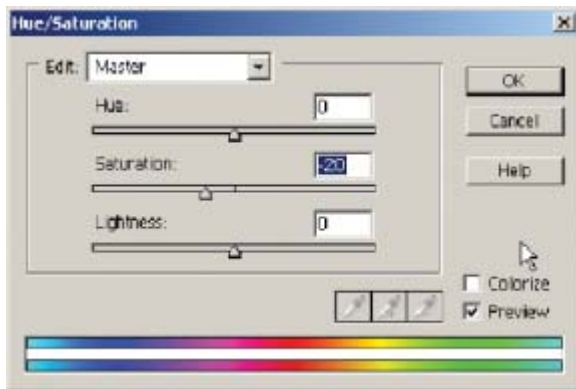 Hue/Saturation
Edit: Master
OK
Hue: 0
Cancel
Saturation: -20
Help
Lightness: 0
Colorize
Preview